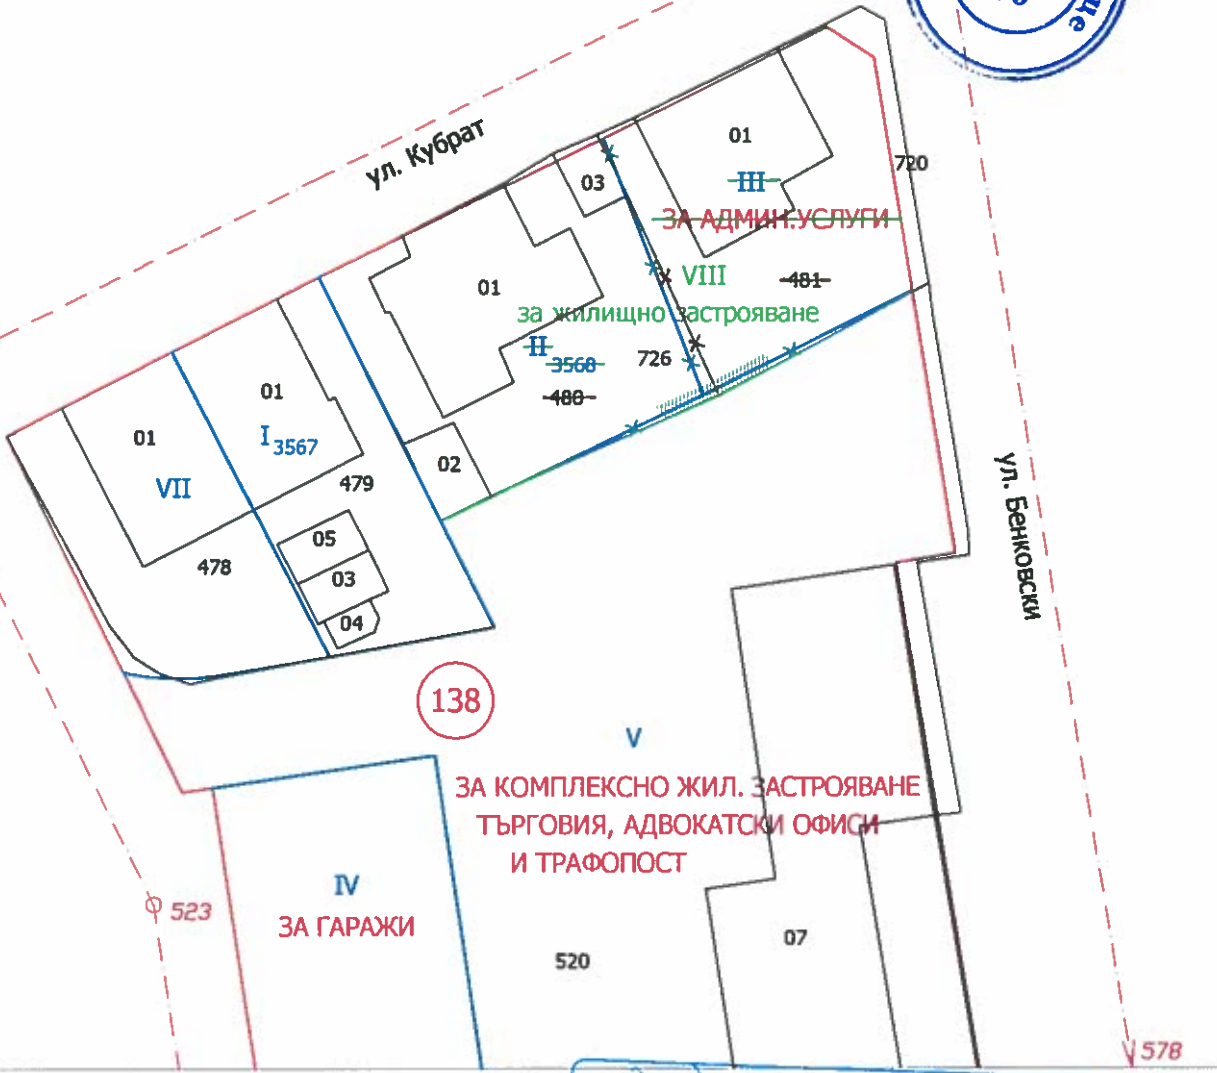 ще
ул. Кубрат
01
03
III
720
ЗА АДМИН.УСЛУГИ
VIII
481
01
за жилищно застрояване
II 3568
726
480
01
I 3567
01
VII
02
479
478
05
03
04
ул. Бенковски
138
V
ЗА КОМПЛЕКСНО ЖИЛ. ЗАСТРОЯВАНЕ
ТЪРГОВИЯ, АДВОКАТСКИ ОФИСИ
И ТРАФОПОСТ
IV
ЗА ГАРАЖИ
523
07
520
578